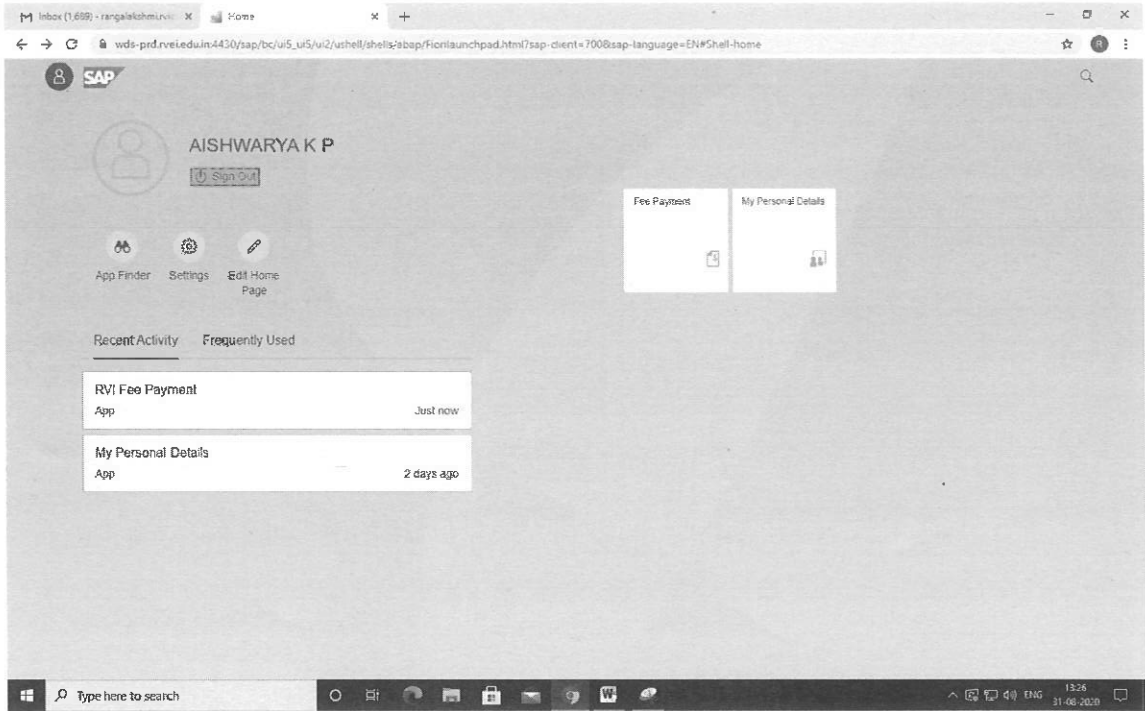 Inbox (1,689) - rangalakshmi.rvi
Home
wds-prd.rvei.edu.in:4430/sap/bc/ui5_ui5/ui2/ushell/shells/abap/Fiorilaunchpad.html?sap-client=700&sap-language=EN#Shell-home
R
SAP
AISHWARYA K P
Sign Out
Fee Payment
My Personal Details
App Finder
Settings
Edit Home
Page
Recent Activity
Frequently Used
RVI Fee Payment
App
Just now
My Personal Details
App
2 days ago
Type here to search
W
ENG
13:26
31-08-2020